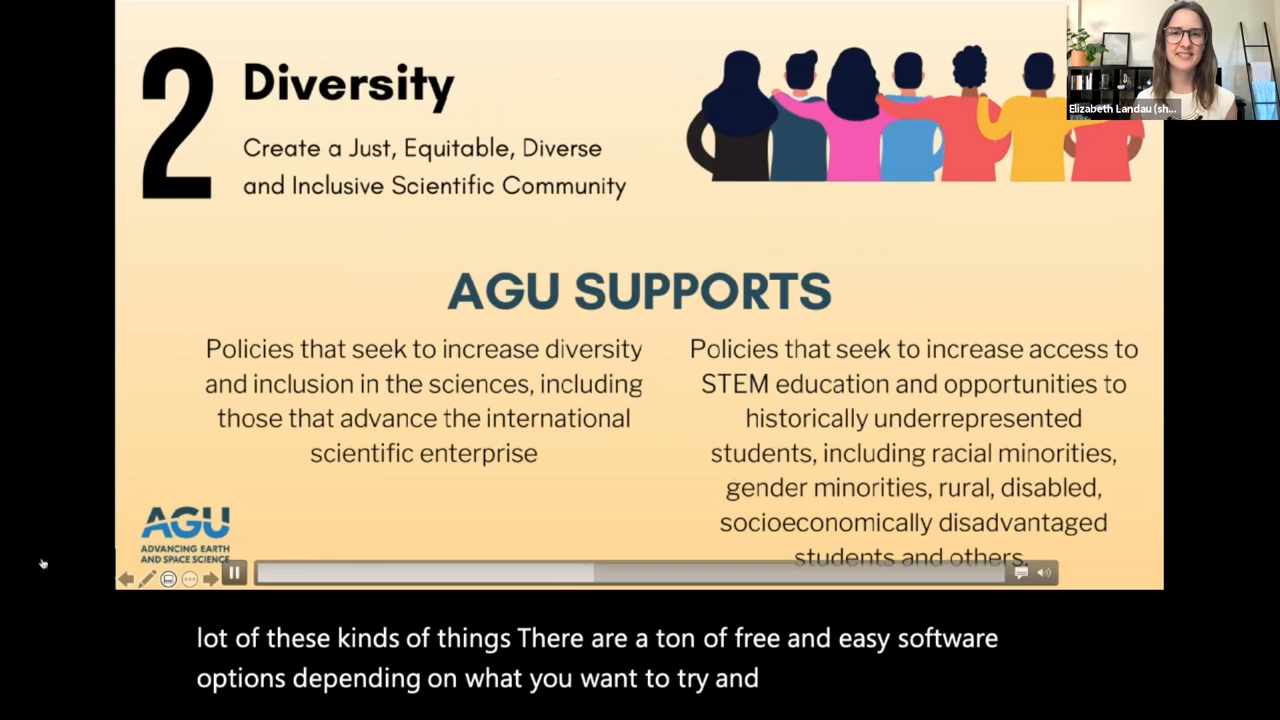 2
Diversity
Create a Just, Equitable, Diverse
and Inclusive Scientific Community
Elizabeth Landau (sh...
AGU SUPPORTS
Policies that seek to increase diversity
and inclusion in the sciences, including
those that advance the international
scientific enterprise
Policies that seek to increase access to
STEM education and opportunities to
historically underrepresented
students, including racial minorities,
gender minorities, rural, disabled,
socioeconomically disadvantaged
students and others.
AGU
ADVANCING EARTH
AND SPACE SCIENCE
lot of these kinds of things There are a ton of free and easy software
options depending on what you want to try and